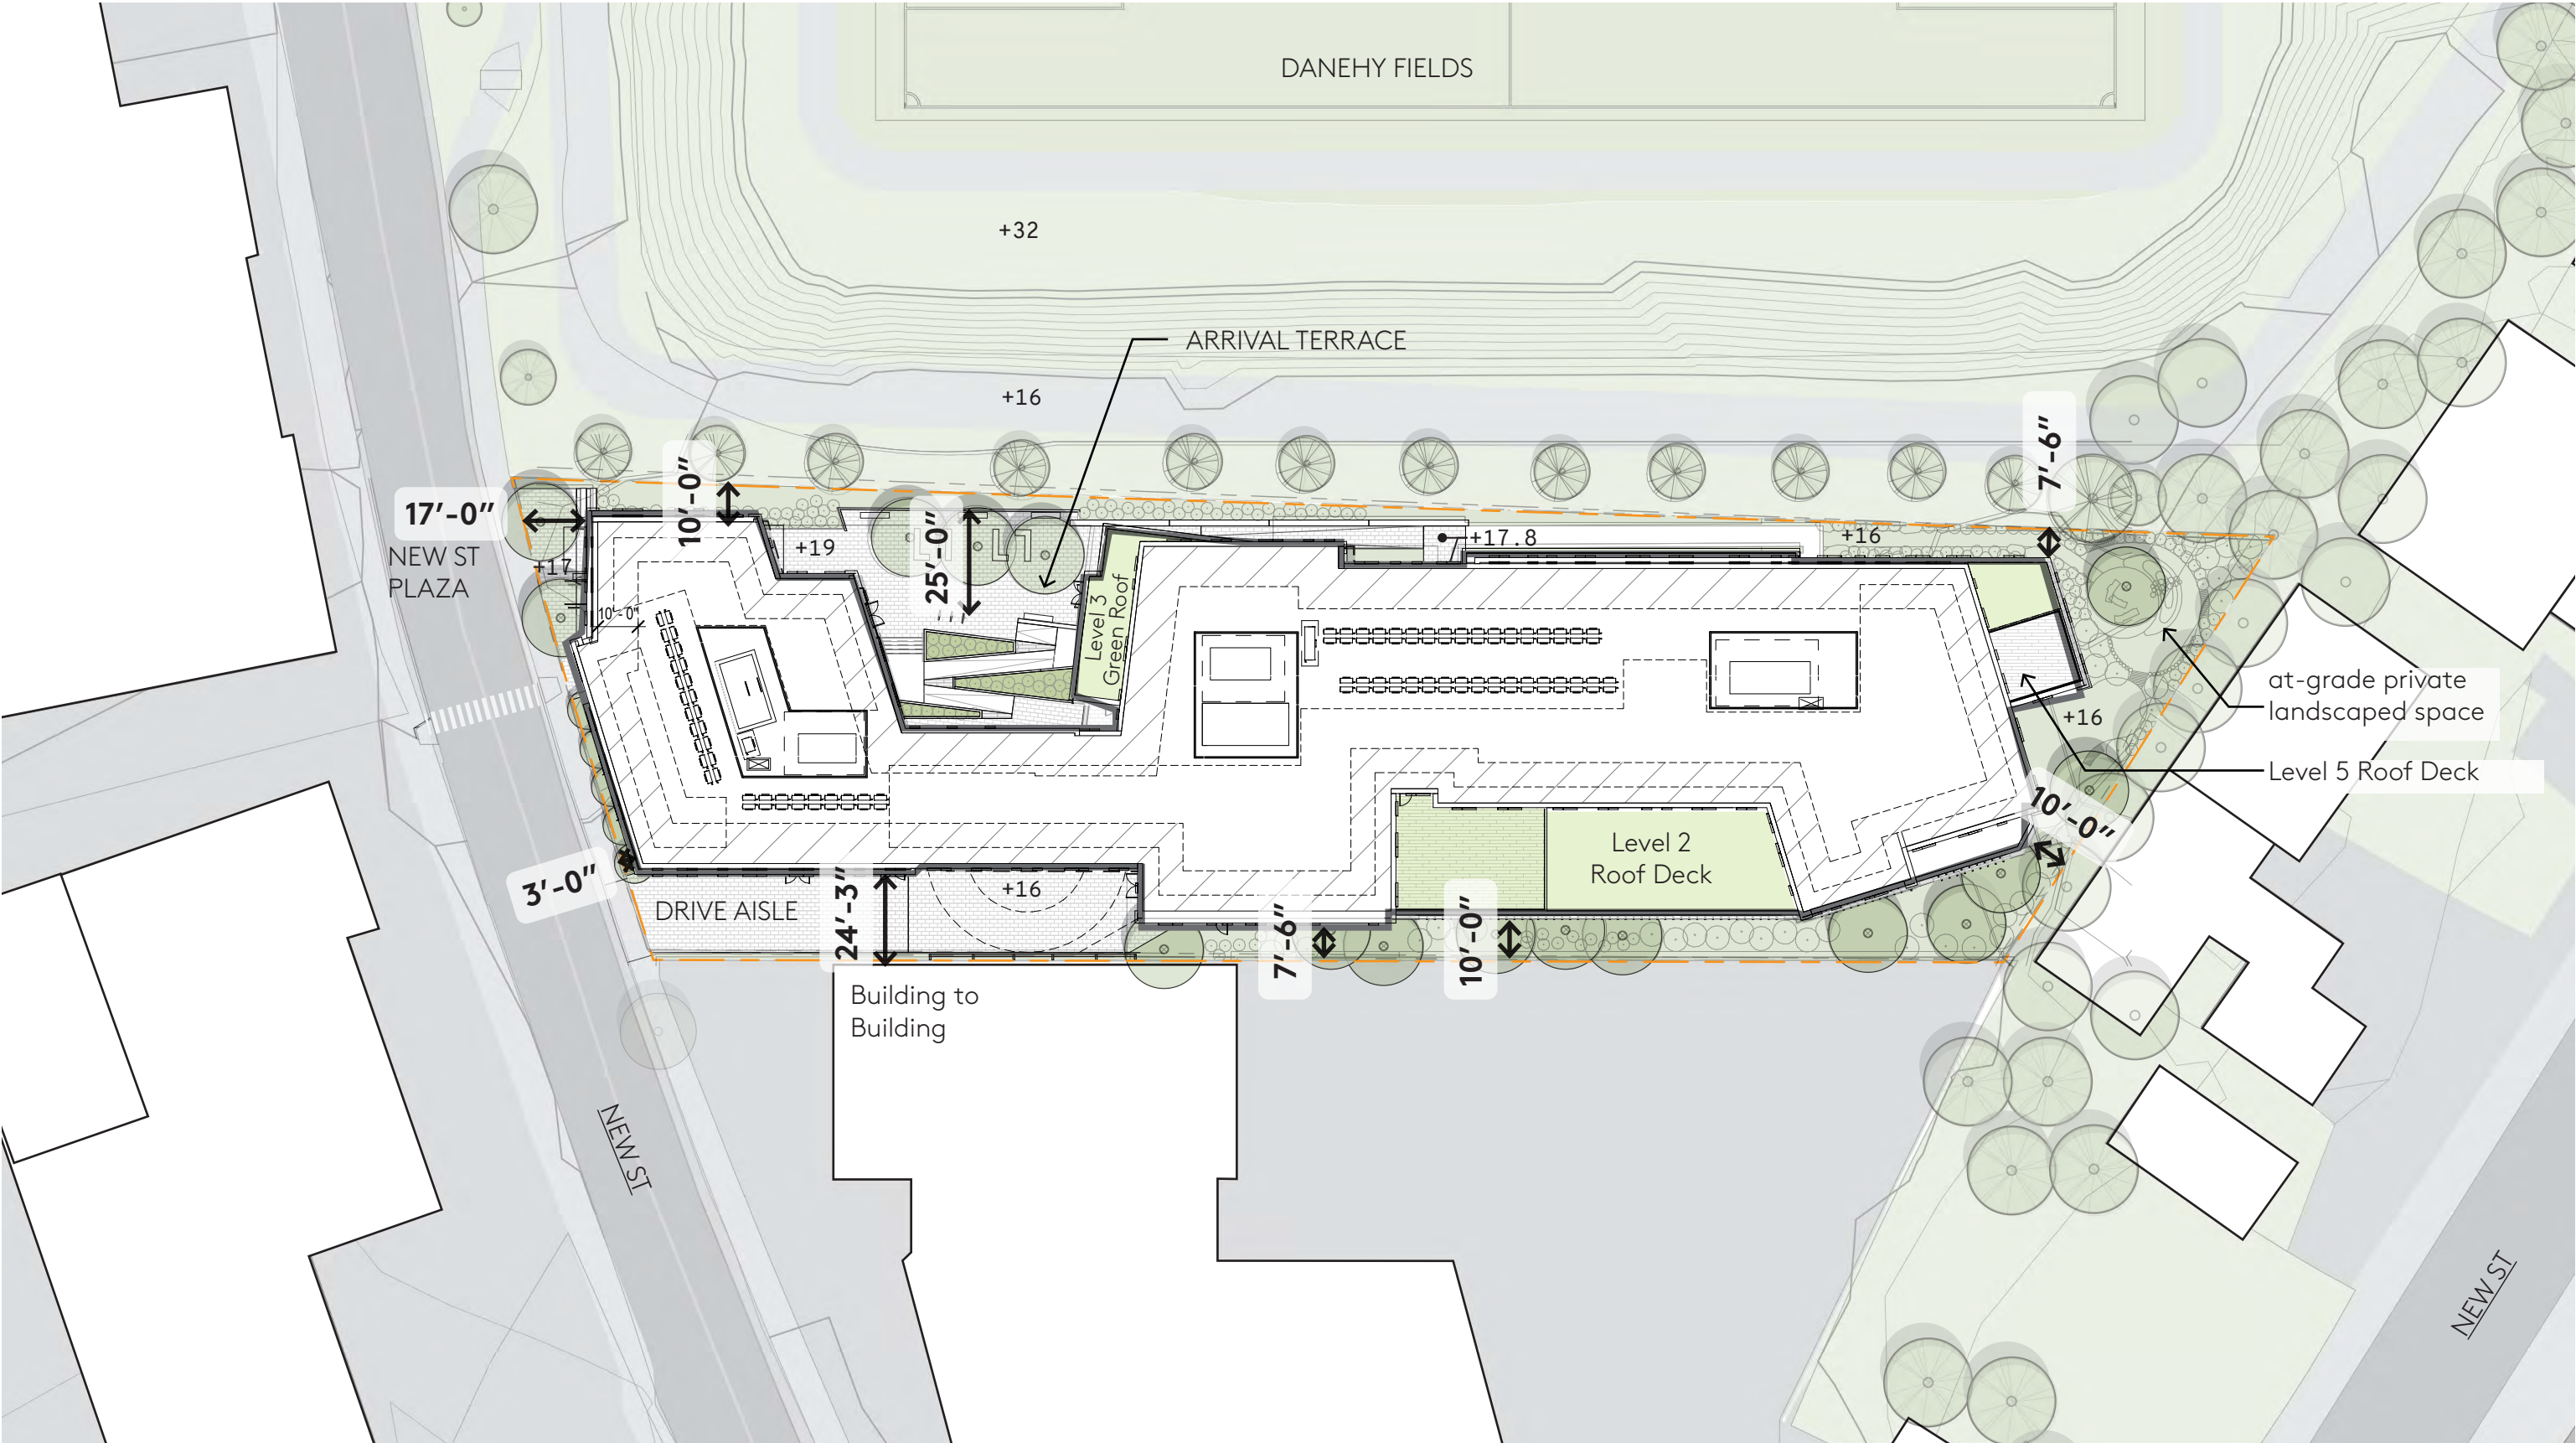 DANEHY FIELDS
+32
ARRIVAL TERRACE
+16
7’-6”
10’-0”
17’-0”
NEW ST
PLAZA
+17
+19
25’-0”
+17.8
+16
10'-0"
Level 3
Green Roof
at-grade private
landscaped space
+16
Level 5 Roof Deck
10’-0”
Level 2
Roof Deck
3’-0”
DRIVE AISLE
24’-3”
+16
7’-6”
10’-0”
Building to
Building
NEW ST
NEW ST